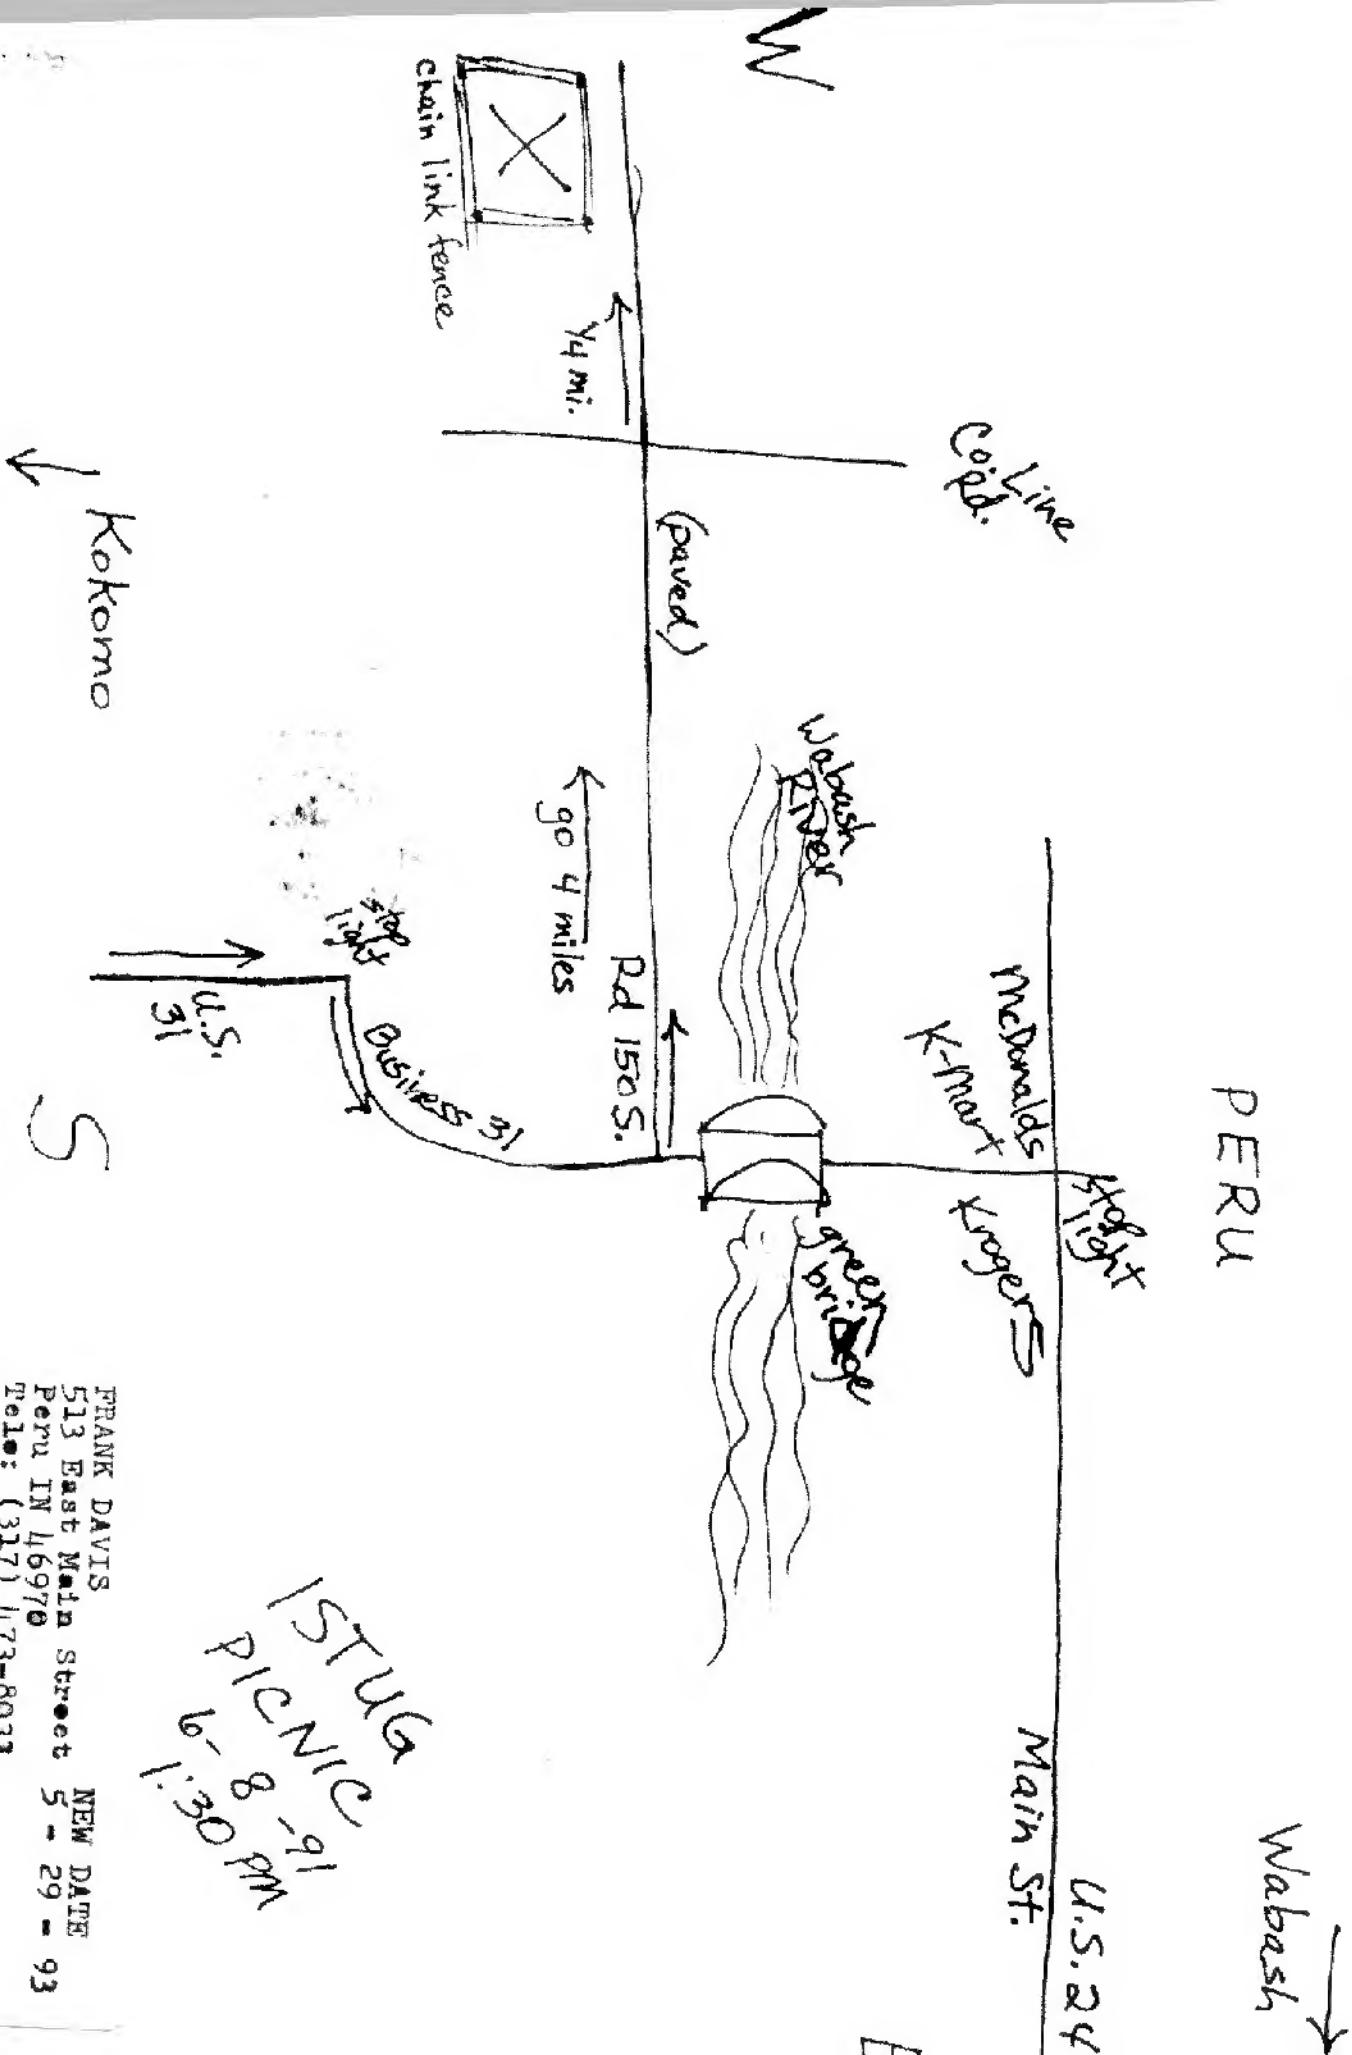 Wabash
PERU
stop
light
U.S. 24
Main St.
McDonalds
K-Mart
Krogers
Co. Line
Rd.
W
Wabash
River
green
bridge
(paved)
Rd 150 S.
1/4 mi.
go 4 miles
chain link fence
Business 31
stop
light
U.S.
31
Kokomo
S
ISTUG
PICNIC
6-8-91
1:30 PM
FRANK DAVIS
513 East Main Street NEW DATE
Peru IN 46970 5 - 29 - 93
Tele: (317)